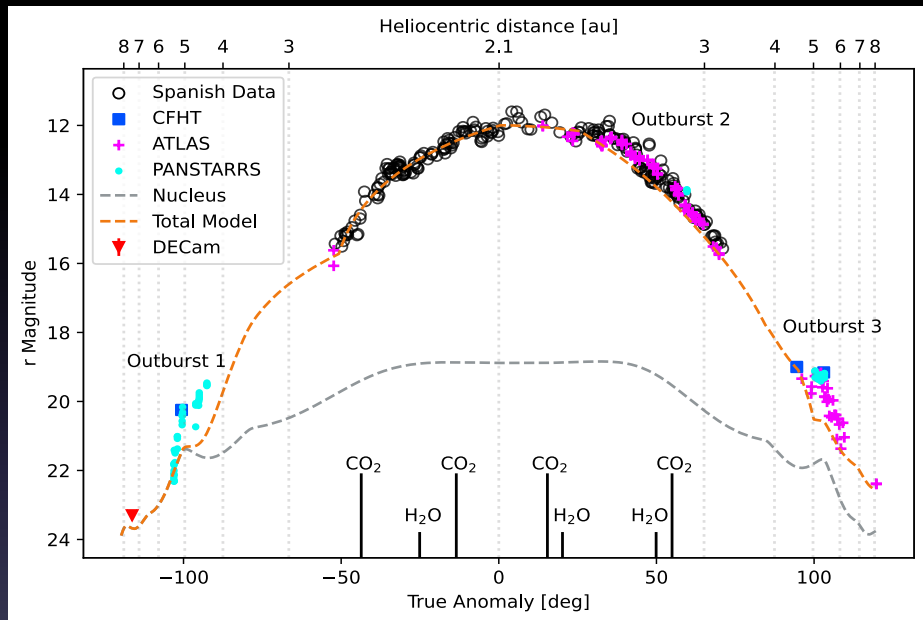 Heliocentric distance [au]
8 7 6 5 4 3 2.1 3 4 5 6 7 8
Spanish Data
CFHT
ATLAS
PANSTARRS
Nucleus
Total Model
DECam
Outburst 2
Outburst 1
Outburst 3
12
14
16
18
20
22
24
r Magnitude
CO₂ CO₂ CO₂ CO₂
H₂O H₂O H₂O
−100 −50 0 50 100
True Anomaly [deg]